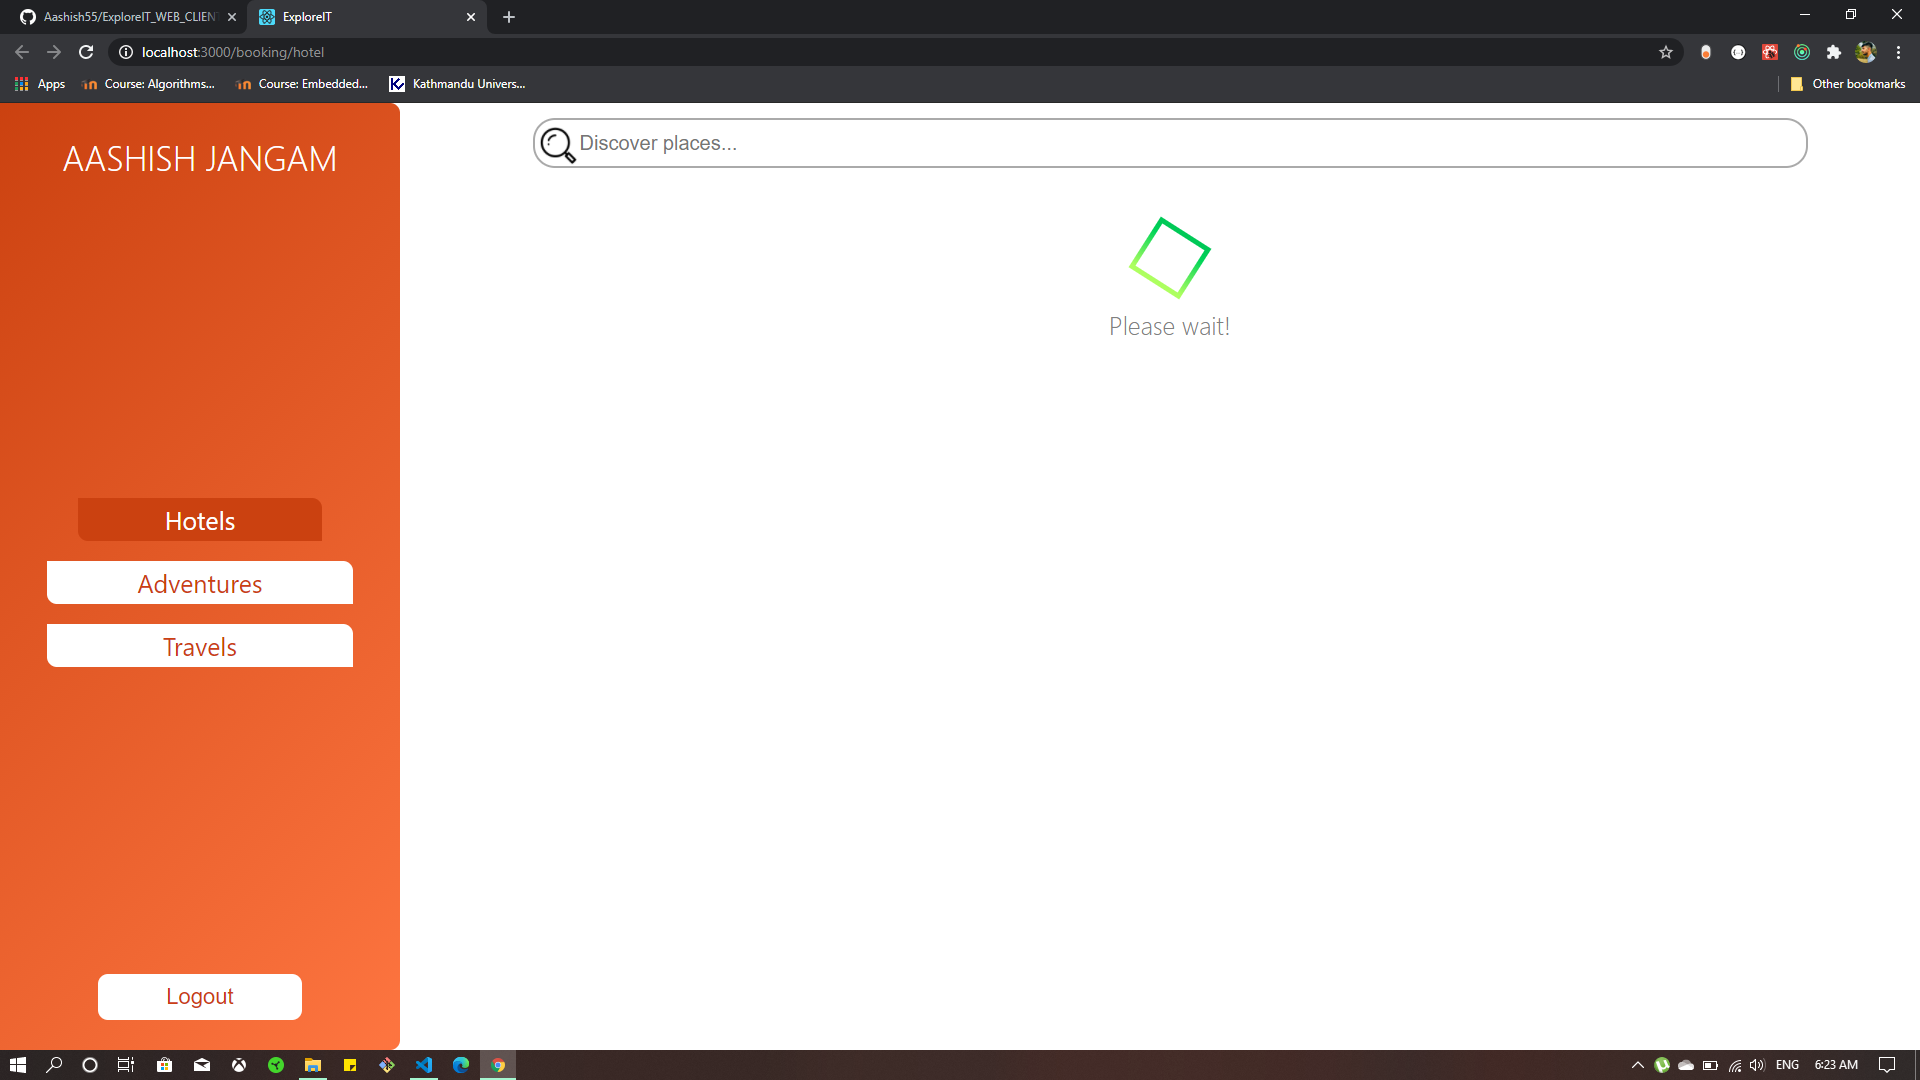 Aashish55/ExploreIT_WEB_CLIEN
ExploreIT
localhost:3000/booking/hotel
Apps
Course: Algorithms...
Course: Embedded...
Kathmandu Univers...
Other bookmarks
AASHISH JANGAM
Discover places...
Please wait!
Hotels
Adventures
Travels
Logout
ENG
6:23 AM